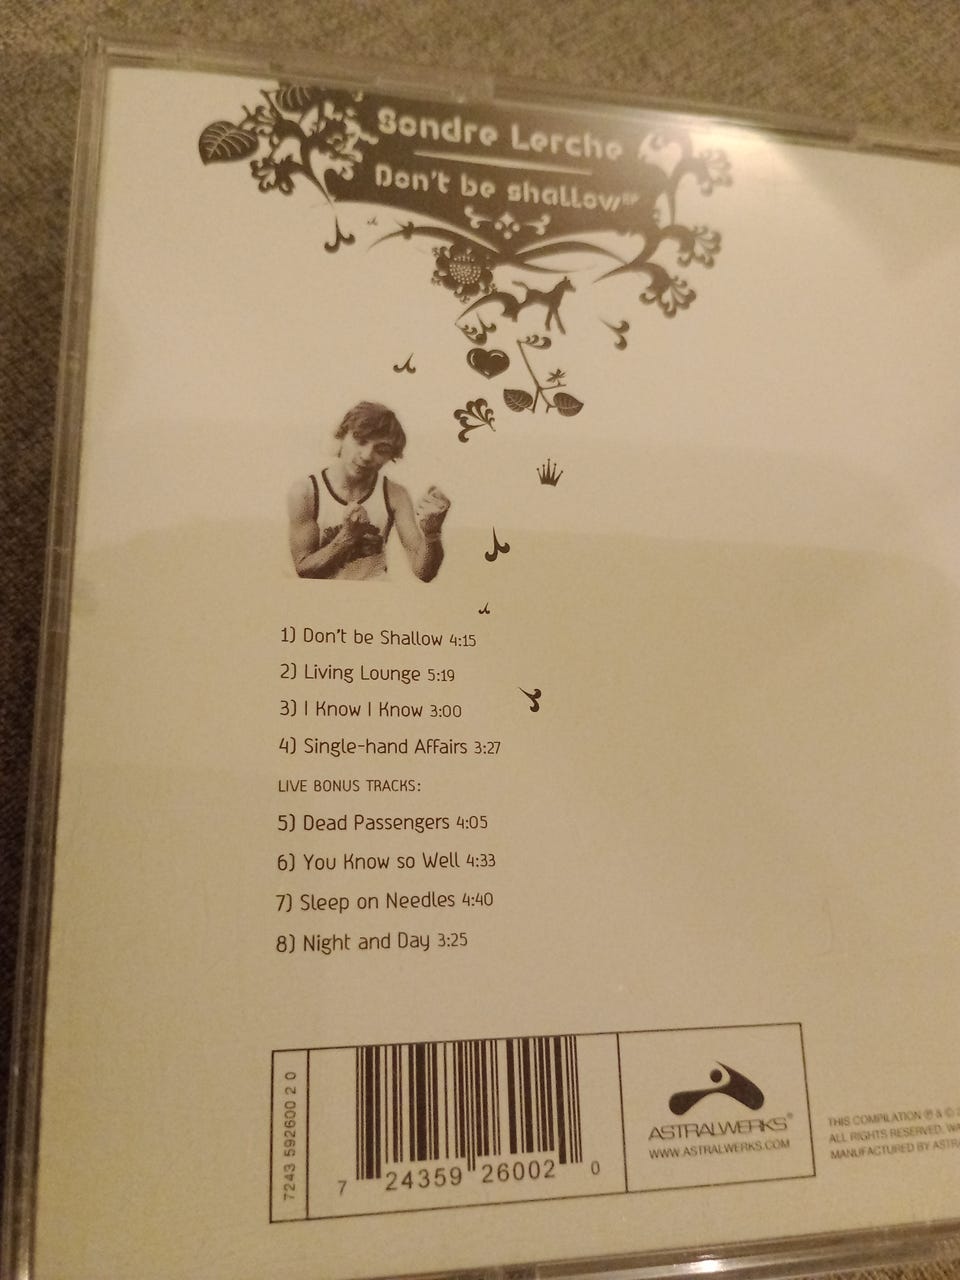 Sondre Lerche
Don't be shallow EP
1) Don't be Shallow 4:15
2) Living Lounge 5:19
3) I Know I Know 3:00
4) Single-hand Affairs 3:27
LIVE BONUS TRACKS:
5) Dead Passengers 4:05
6) You Know so Well 4:33
7) Sleep on Needles 4:40
8) Night and Day 3:25
7243 592600 2 0
7 24359 26002 0
ASTRALWERKS®
WWW.ASTRALWERKS.COM
THIS COMPILATION ℗ & ©
ALL RIGHTS RESERVED.
MANUFACTURED BY